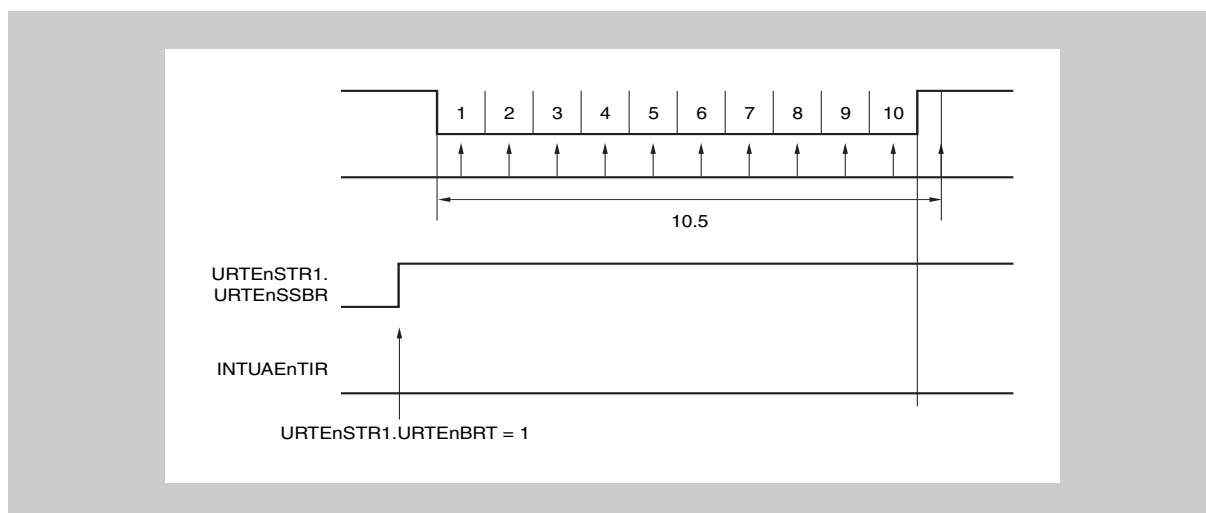 1 2 3 4 5 6 7 8 9 10
10.5
URTEnSTR1.
URTEnSSBR
INTUAEnTIR
URTEnSTR1.URTEnBRT = 1